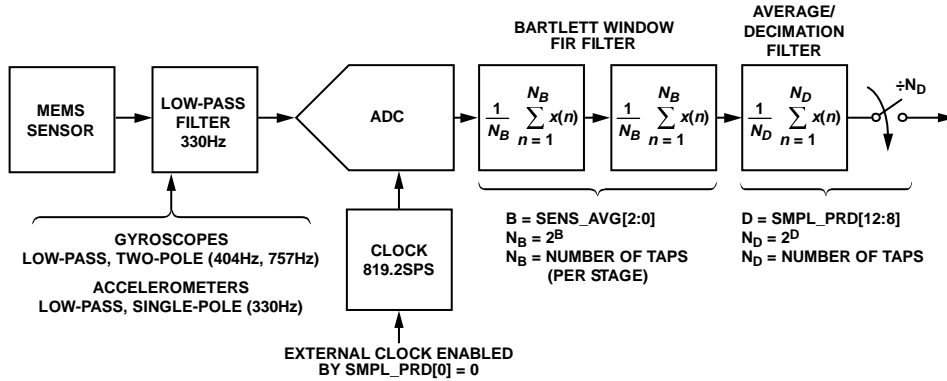 BARTLETT WINDOW
FIR FILTER
AVERAGE/
DECIMATION
FILTER
MEMS
SENSOR
LOW-PASS
FILTER
330Hz
ADC
1/N_B N_B ∑ n = 1 x(n)
1/N_B N_B ∑ n = 1 x(n)
1/N_D N_D ∑ n = 1 x(n)
÷N_D
GYROSCOPES
LOW-PASS, TWO-POLE (404Hz, 757Hz)
ACCELEROMETERS
LOW-PASS, SINGLE-POLE (330Hz)
CLOCK
819.2SPS
EXTERNAL CLOCK ENABLED
BY SMPL_PRD[0] = 0
B = SENS_AVG[2:0]
N_B = 2^B
N_B = NUMBER OF TAPS
(PER STAGE)
D = SMPL_PRD[12:8]
N_D = 2^D
N_D = NUMBER OF TAPS